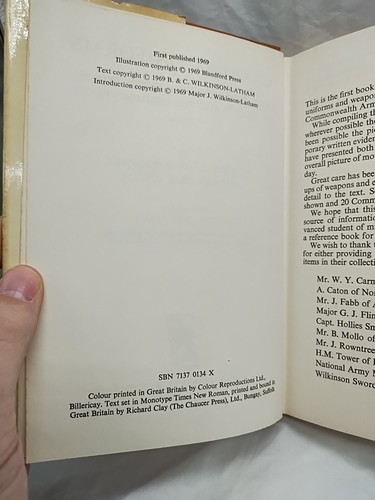 First published 1969
Illustration copyright © 1969 Blandford Press
Text copyright © 1969 B. & C. WILKINSON-LATHAM
Introduction copyright © 1969 Major J. Wilkinson-Latham
SBN 7137 0134 X
Colour printed in Great Britain by Colour Reproductions Ltd.,
Billericay. Text set in Monotype Times New Roman, printed and bound in
Great Britain by Richard Clay (The Chaucer Press), Ltd., Bungay, Suffolk
This is the first book
uniforms and weapon
Commonwealth Arm
While compiling th
wherever possible the
been possible the pi
porary written evide
have presented both
overall picture of mo
day.
Great care has been
ups of weapons and e
detail to the text. S
shown and 20 Comm
We hope that this
source of informatio
vanced student of mi
a reference book for
We wish to thank t
for either providing
items in their collecti
Mr. W. Y. Carm
A. Caton of Nor
Mr. J. Fabb of A
Major G. J. Flin
Capt. Hollies Sm
Mr. B. Mollo of
Mr. J. Rowntree
H.M. Tower of
National Army M
Wilkinson Sword